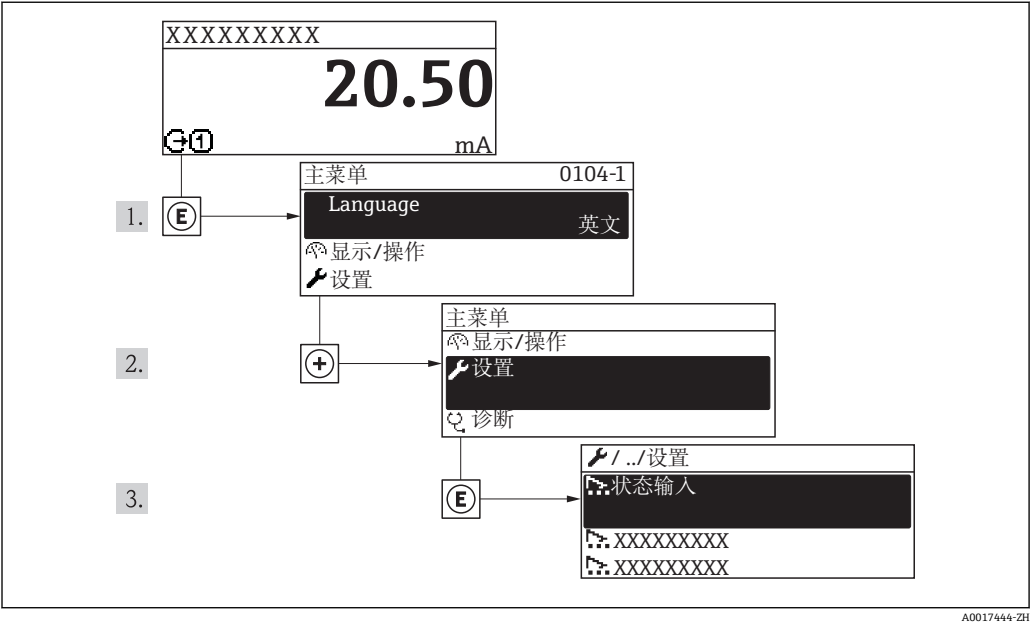 XXXXXXXXX
20.50
mA
主菜单 0104-1
1. E Language
英文
显示/操作
设置
主菜单
显示/操作
2. + 设置
诊断
/ ../设置
3. E 状态输入
XXXXXXXXX
XXXXXXXXX
A0017444-ZH